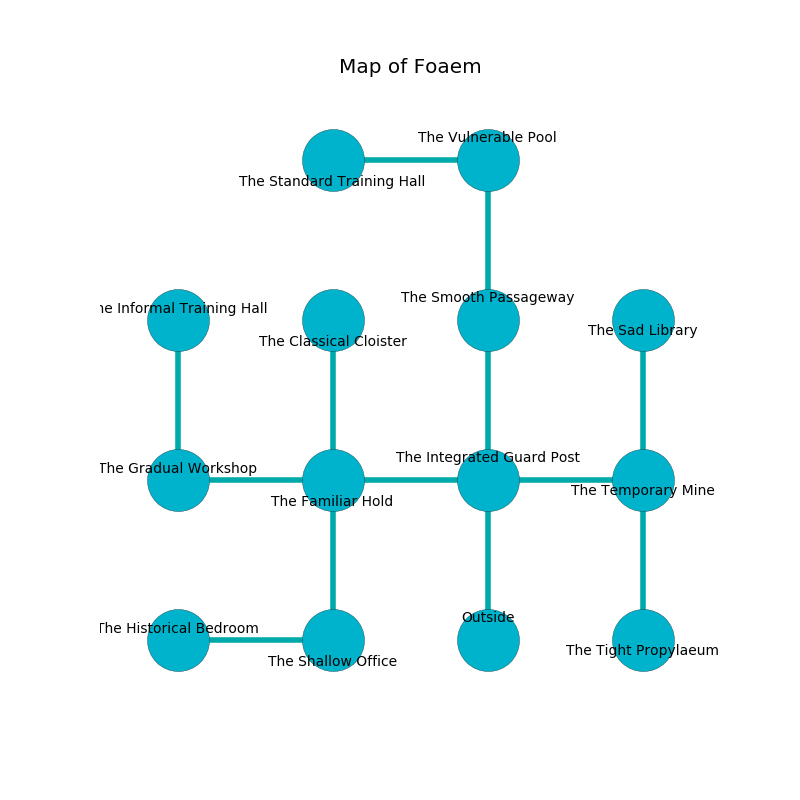 Map of Foaem
The Vulnerable Pool
The Standard Training Hall
The Smooth Passageway
Informal Training Hall
The Sad Library
The Classical Cloister
The Integrated Guard Post
The Gradual Workshop
The Temporary Mine
The Familiar Hold
Outside
The Historical Bedroom
The Tight Propylaeum
The Shallow Office